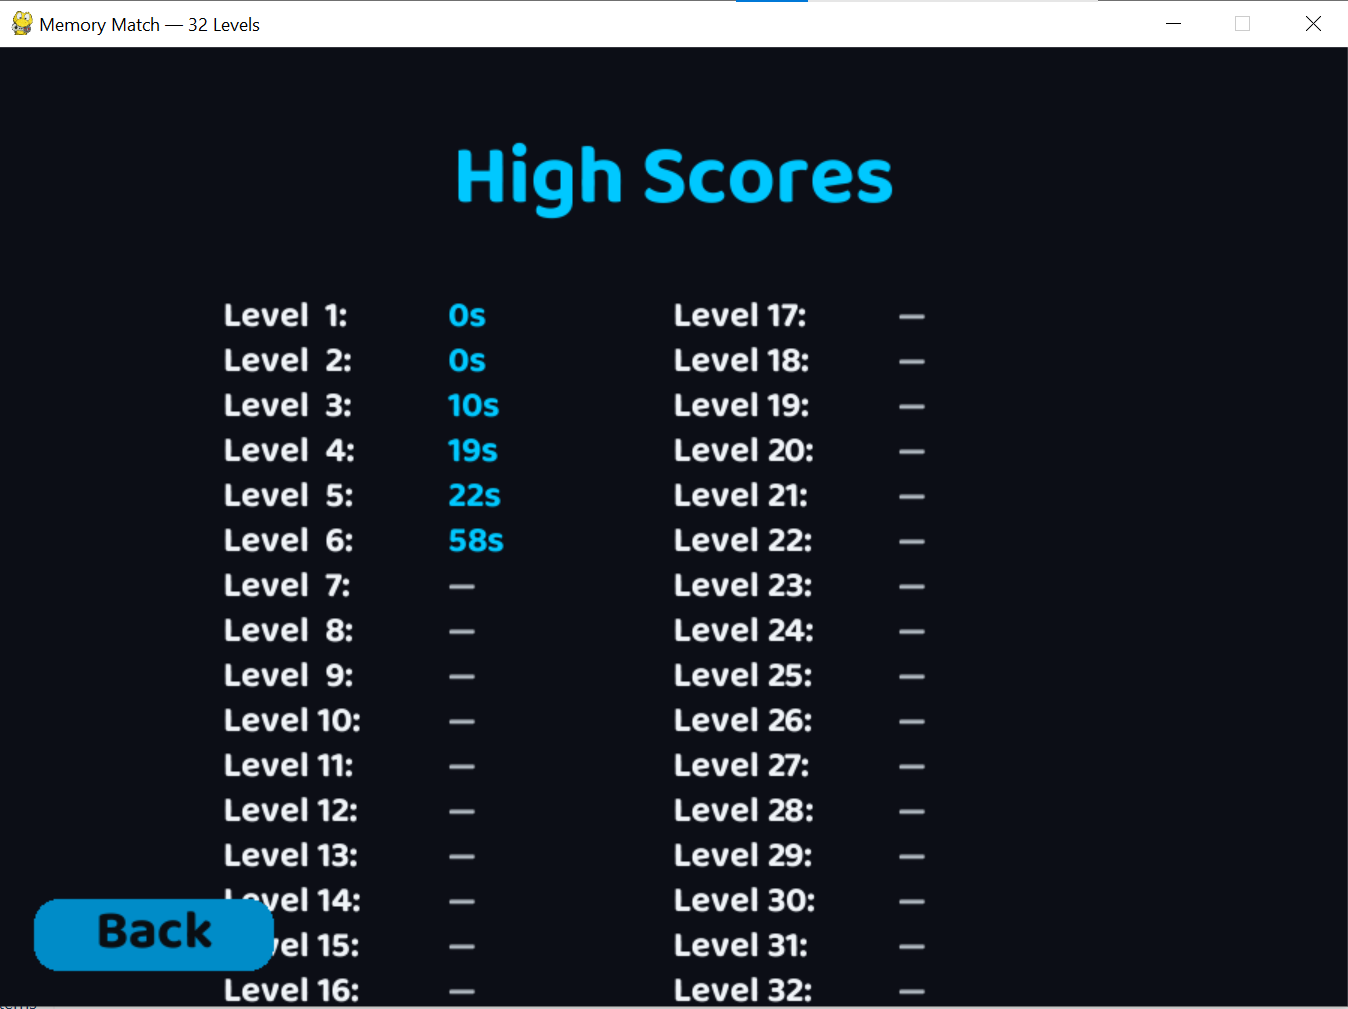 Memory Match — 32 Levels
High Scores
Level 1: 0s
Level 2: 0s
Level 3: 10s
Level 4: 19s
Level 5: 22s
Level 6: 58s
Level 7: —
Level 8: —
Level 9: —
Level 10: —
Level 11: —
Level 12: —
Level 13: —
Level 14: —
vel 15: —
Level 16: —
Level 17: —
Level 18: —
Level 19: —
Level 20: —
Level 21: —
Level 22: —
Level 23: —
Level 24: —
Level 25: —
Level 26: —
Level 27: —
Level 28: —
Level 29: —
Level 30: —
Level 31: —
Level 32: —
Back